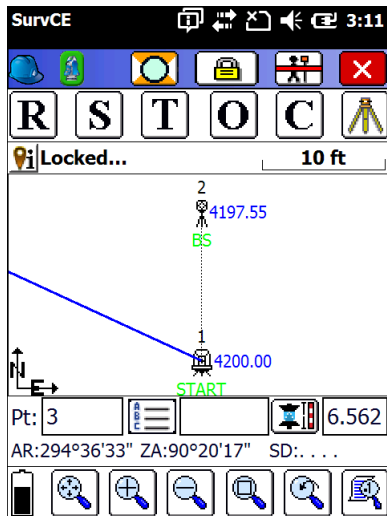 SurvCE 3:11
R S T O C
Locked... 10 ft
2
4197.55
BS
1
4200.00
START
N
E
Pt: 3 A B C 6.562
AR:294°36'33" ZA:90°20'17" SD:. . . .